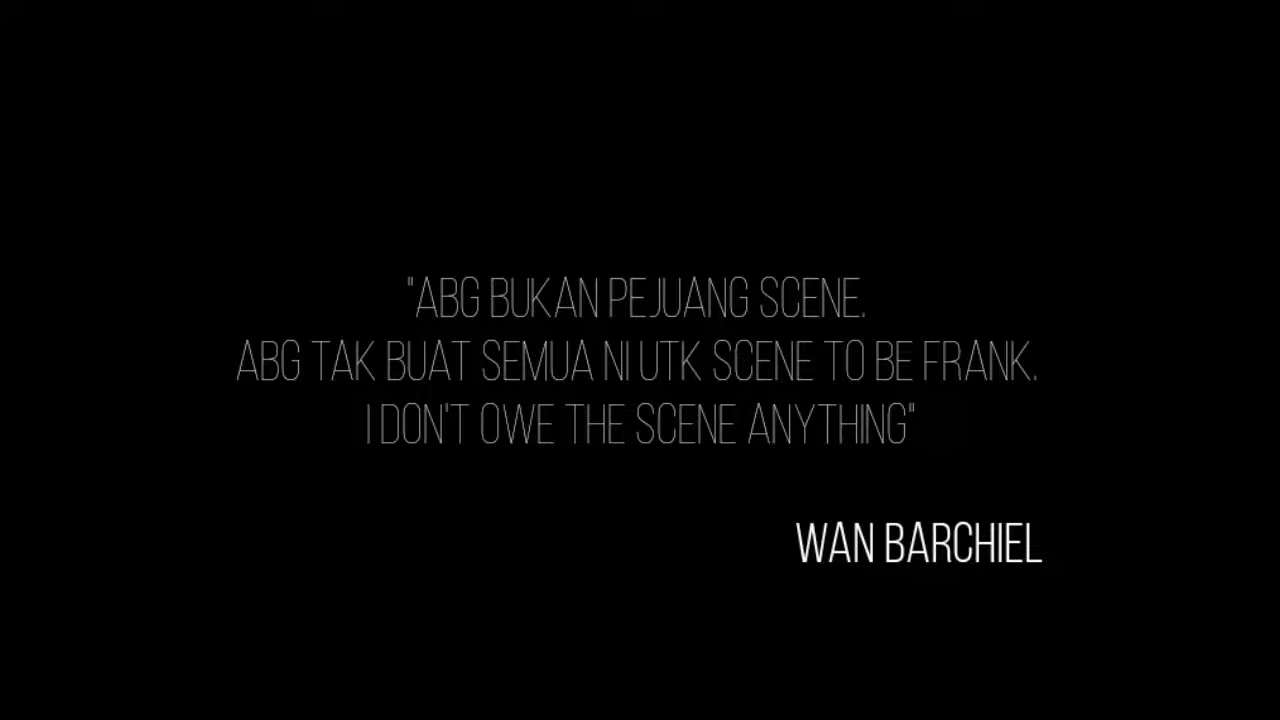 "ABG BUKAN PEJUANG SCENE.
ABG TAK BUAT SEMUA NI UTK SCENE TO BE FRANK.
I DON'T OWE THE SCENE ANYTHING"
WAN BARCHIEL